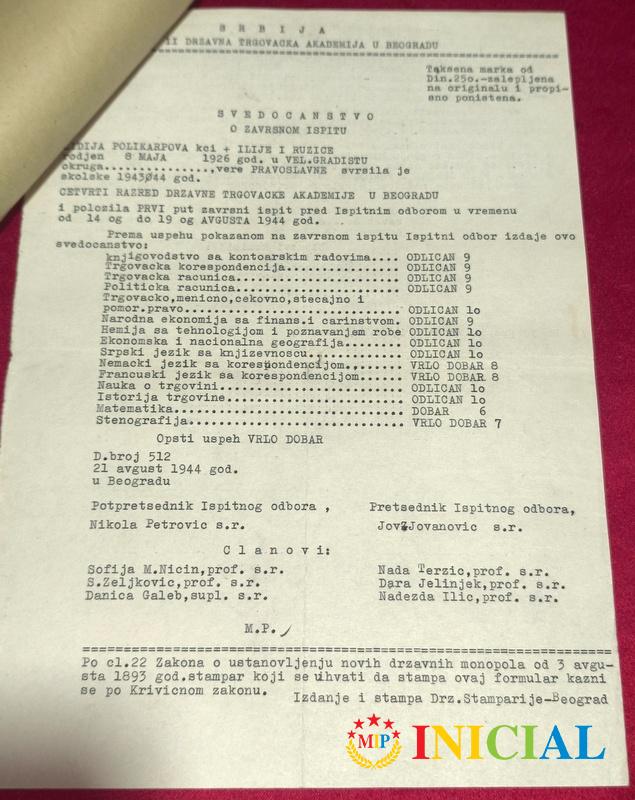 S R B I J A
II DRZAVNA TRGOVACKA AKADEMIJA U BEOGRADU
Taksena marka od
Din.25o.-zalepljena
na originalu i propi-
sno ponistena.
S V E D O C A N S T V O
O ZAVRSNOM ISPITU
LIDIJA POLIKARPOVA kci + ILIJE I RUZICE
rodjen 8 MAJA 1926 god. u VEL.GRADISTU
okruga..............,vere PRAVOSLAVNE svrsila je
skolske 1943Ø44 god.
CETVRTI RAZRED DRZAVNE TRGOVACKE AKADEMIJE U BEOGRADU
i polozila PRVI put zavrsni ispit pred Ispitnim odborom u vremenu
od 14 og do 19 og AVGUSTA 1944 god.
Prema uspehu pokazanom na zavrsnom ispitu Ispitni odbor izdaje ovo
svedocanstvo:
knjigovodstvo sa kontoarskim radovima.... ODLICAN 9
Trgovacka korespondencija............... ODLICAN 9
Trgovacka racunica...................... ODLICAN 9
Politicka racunica...................... ODLICAN 9
Trgovacko,menicno,cekovno,stecajno i
pomor.pravo............................. ODLICAN lo
Narodna ekonomija sa finans.i carinstvom. ODLICAN 9
Hemija sa tehnologijom i poznavanjem robe ODLICAN lo
Ekonomska i nacionalna geografija....... ODLICAN lo
Srpski jezik sa knjizevnoscu............ ODLICAN lo
Nemacki jezik sa korespondencijom....... VRLO DOBAR 8
Francuski jezik sa korespondencijom..... VRLO DOBAR 8
Nauka o trgovini........................ ODLICAN lo
Istorija trgovine....................... ODLICAN lo
Matematika.............................. DOBAR 6
Stenografija............................ VRLO DOBAR 7
Opsti uspeh VRLO DOBAR
D.broj 512
21 avgust 1944 god.
u Beogradu
Potpretsednik Ispitnog odbora , Pretsednik Ispitnog odbora,
Nikola Petrovic s.r. Jov. Jovanovic s.r.
C l a n o v i:
Sofija M.Nicin,prof. s.r. Nada Terzic,prof. s.r.
S.Zeljkovic,prof. s.r. Dara Jelinjek,prof. s.r.
Danica Galeb,supl. s.r. Nadezda Ilic,prof. s.r.
M.P.
Po cl.22 Zakona o ustanovljenju novih drzavnih monopola od 3 avgu-
sta 1893 god.stampar koji se uhvati da stampa ovaj formular kazni
se po Krivicnom zakonu.
Izdanje i stampa Drz.Stamparije-Beograd
MIP INICIAL